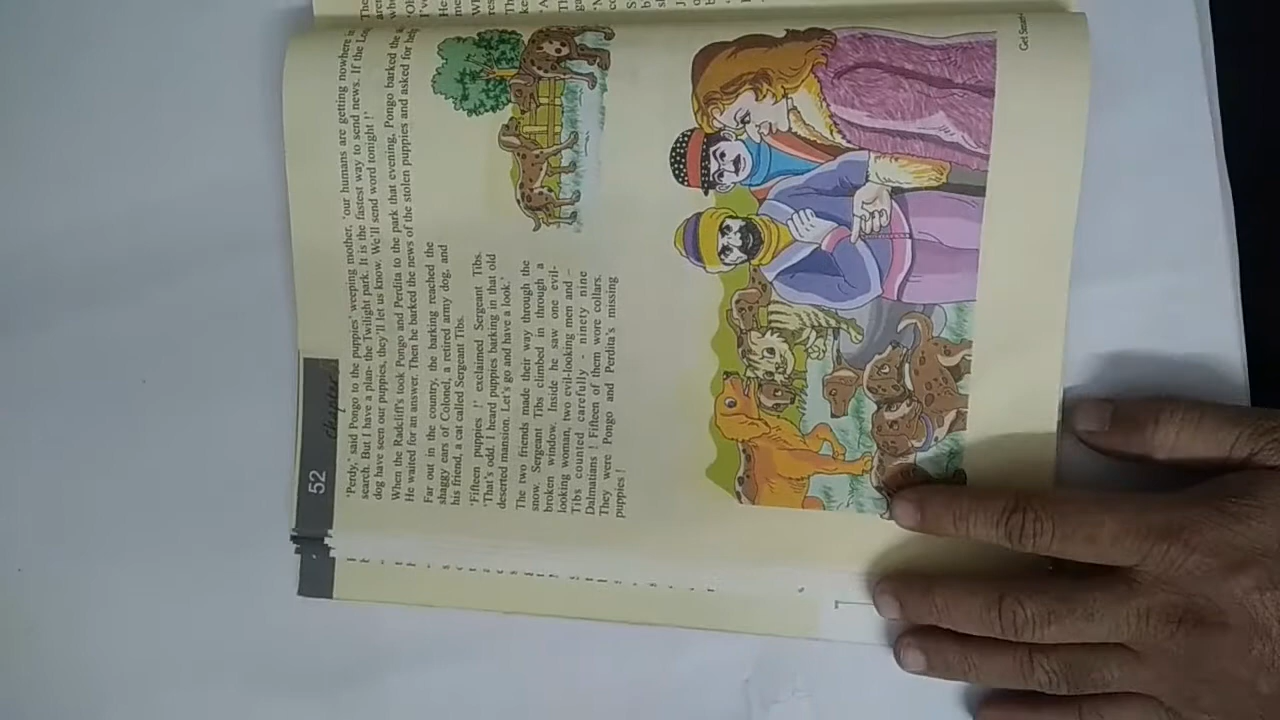 52
chapter
'Perdy,' said Pongo to the puppies' weeping mother, 'our humans are getting nowhere in
search. But I have a plan- the Twilight park. It is the fastest way to send news. If the
dog have seen our puppies, they'll let us know. We'll send word tonight !'
When the Radcliff's took Pongo and Perdita to the park that evening, Pongo barked the
He waited for an answer. Then he barked the news of the stolen puppies and asked for help
Far out in the country, the barking reached the
shaggy ears of Colonel, a retired army dog, and
his friend, a cat called Sergeant Tibs.
'Fifteen puppies !' exclaimed Sergeant Tibs.
'That's odd. I heard puppies barking in that old
deserted mansion. Let's go and have a look.'
The two friends made their way through the
snow. Sergeant Tibs climbed in through a
broken window. Inside he saw one evil-
looking woman, two evil-looking men and –
Tibs counted carefully - ninety nine
Dalmatians ! Fifteen of them wore collars.
They were Pongo and Perdita's missing
puppies !
Get Smart